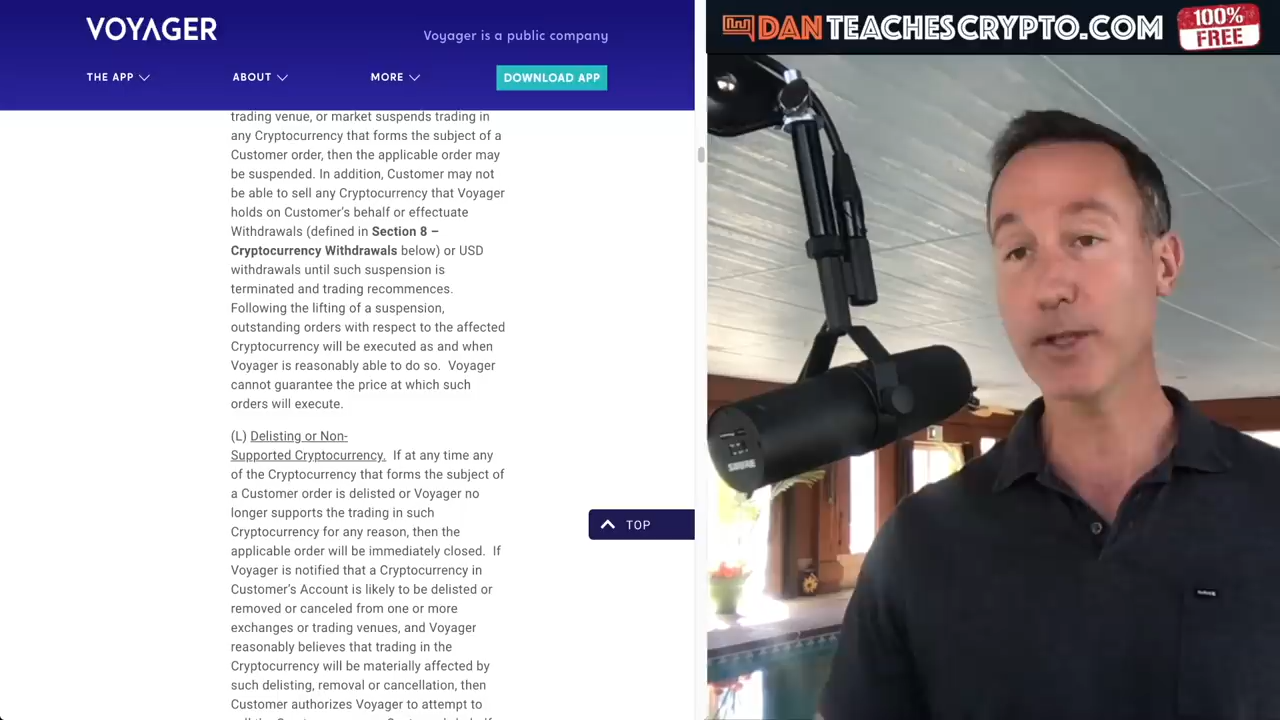 VOYAGER
Voyager is a public company
THE APP
ABOUT
MORE
DOWNLOAD APP
trading venue, or market suspends trading in
any Cryptocurrency that forms the subject of a
Customer order, then the applicable order may
be suspended. In addition, Customer may not
be able to sell any Cryptocurrency that Voyager
holds on Customer’s behalf or effectuate
Withdrawals (defined in Section 8 –
Cryptocurrency Withdrawals below) or USD
withdrawals until such suspension is
terminated and trading recommences.
Following the lifting of a suspension,
outstanding orders with respect to the affected
Cryptocurrency will be executed as and when
Voyager is reasonably able to do so.  Voyager
cannot guarantee the price at which such
orders will execute.
(L) Delisting or Non-
Supported Cryptocurrency.  If at any time any
of the Cryptocurrency that forms the subject of
a Customer order is delisted or Voyager no
longer supports the trading in such
Cryptocurrency for any reason, then the
applicable order will be immediately closed.  If
Voyager is notified that a Cryptocurrency in
Customer’s Account is likely to be delisted or
removed or canceled from one or more
exchanges or trading venues, and Voyager
reasonably believes that trading in the
Cryptocurrency will be materially affected by
such delisting, removal or cancellation, then
Customer authorizes Voyager to attempt to
TOP
DANTEACHESCRYPTO.COM
100%
FREE
SHURE